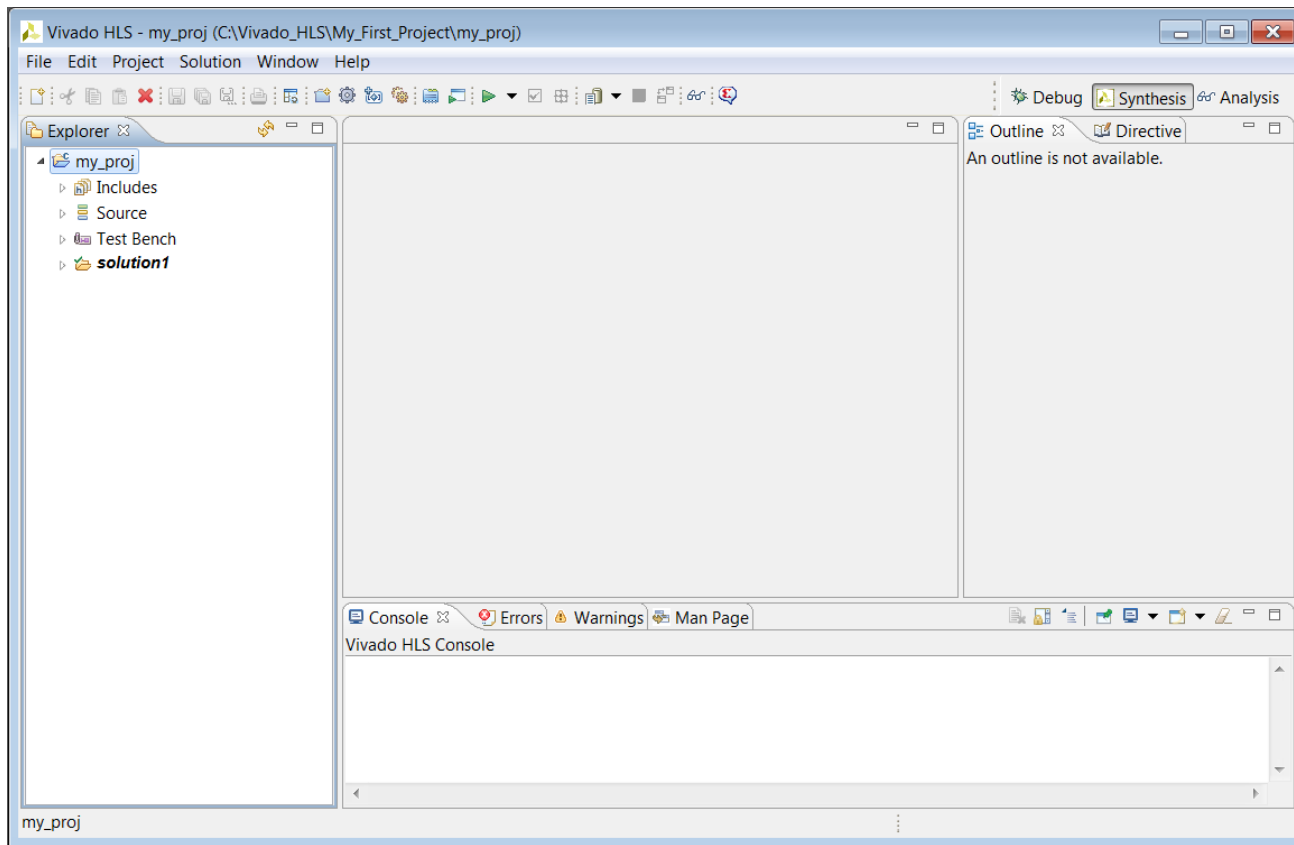 Vivado HLS - my_proj (C:\Vivado_HLS\My_First_Project\my_proj)
File Edit Project Solution Window Help
Debug Synthesis Analysis
Explorer
Outline Directive
my_proj
An outline is not available.
Includes
Source
Test Bench
solution1
Console Errors Warnings Man Page
Vivado HLS Console
my_proj